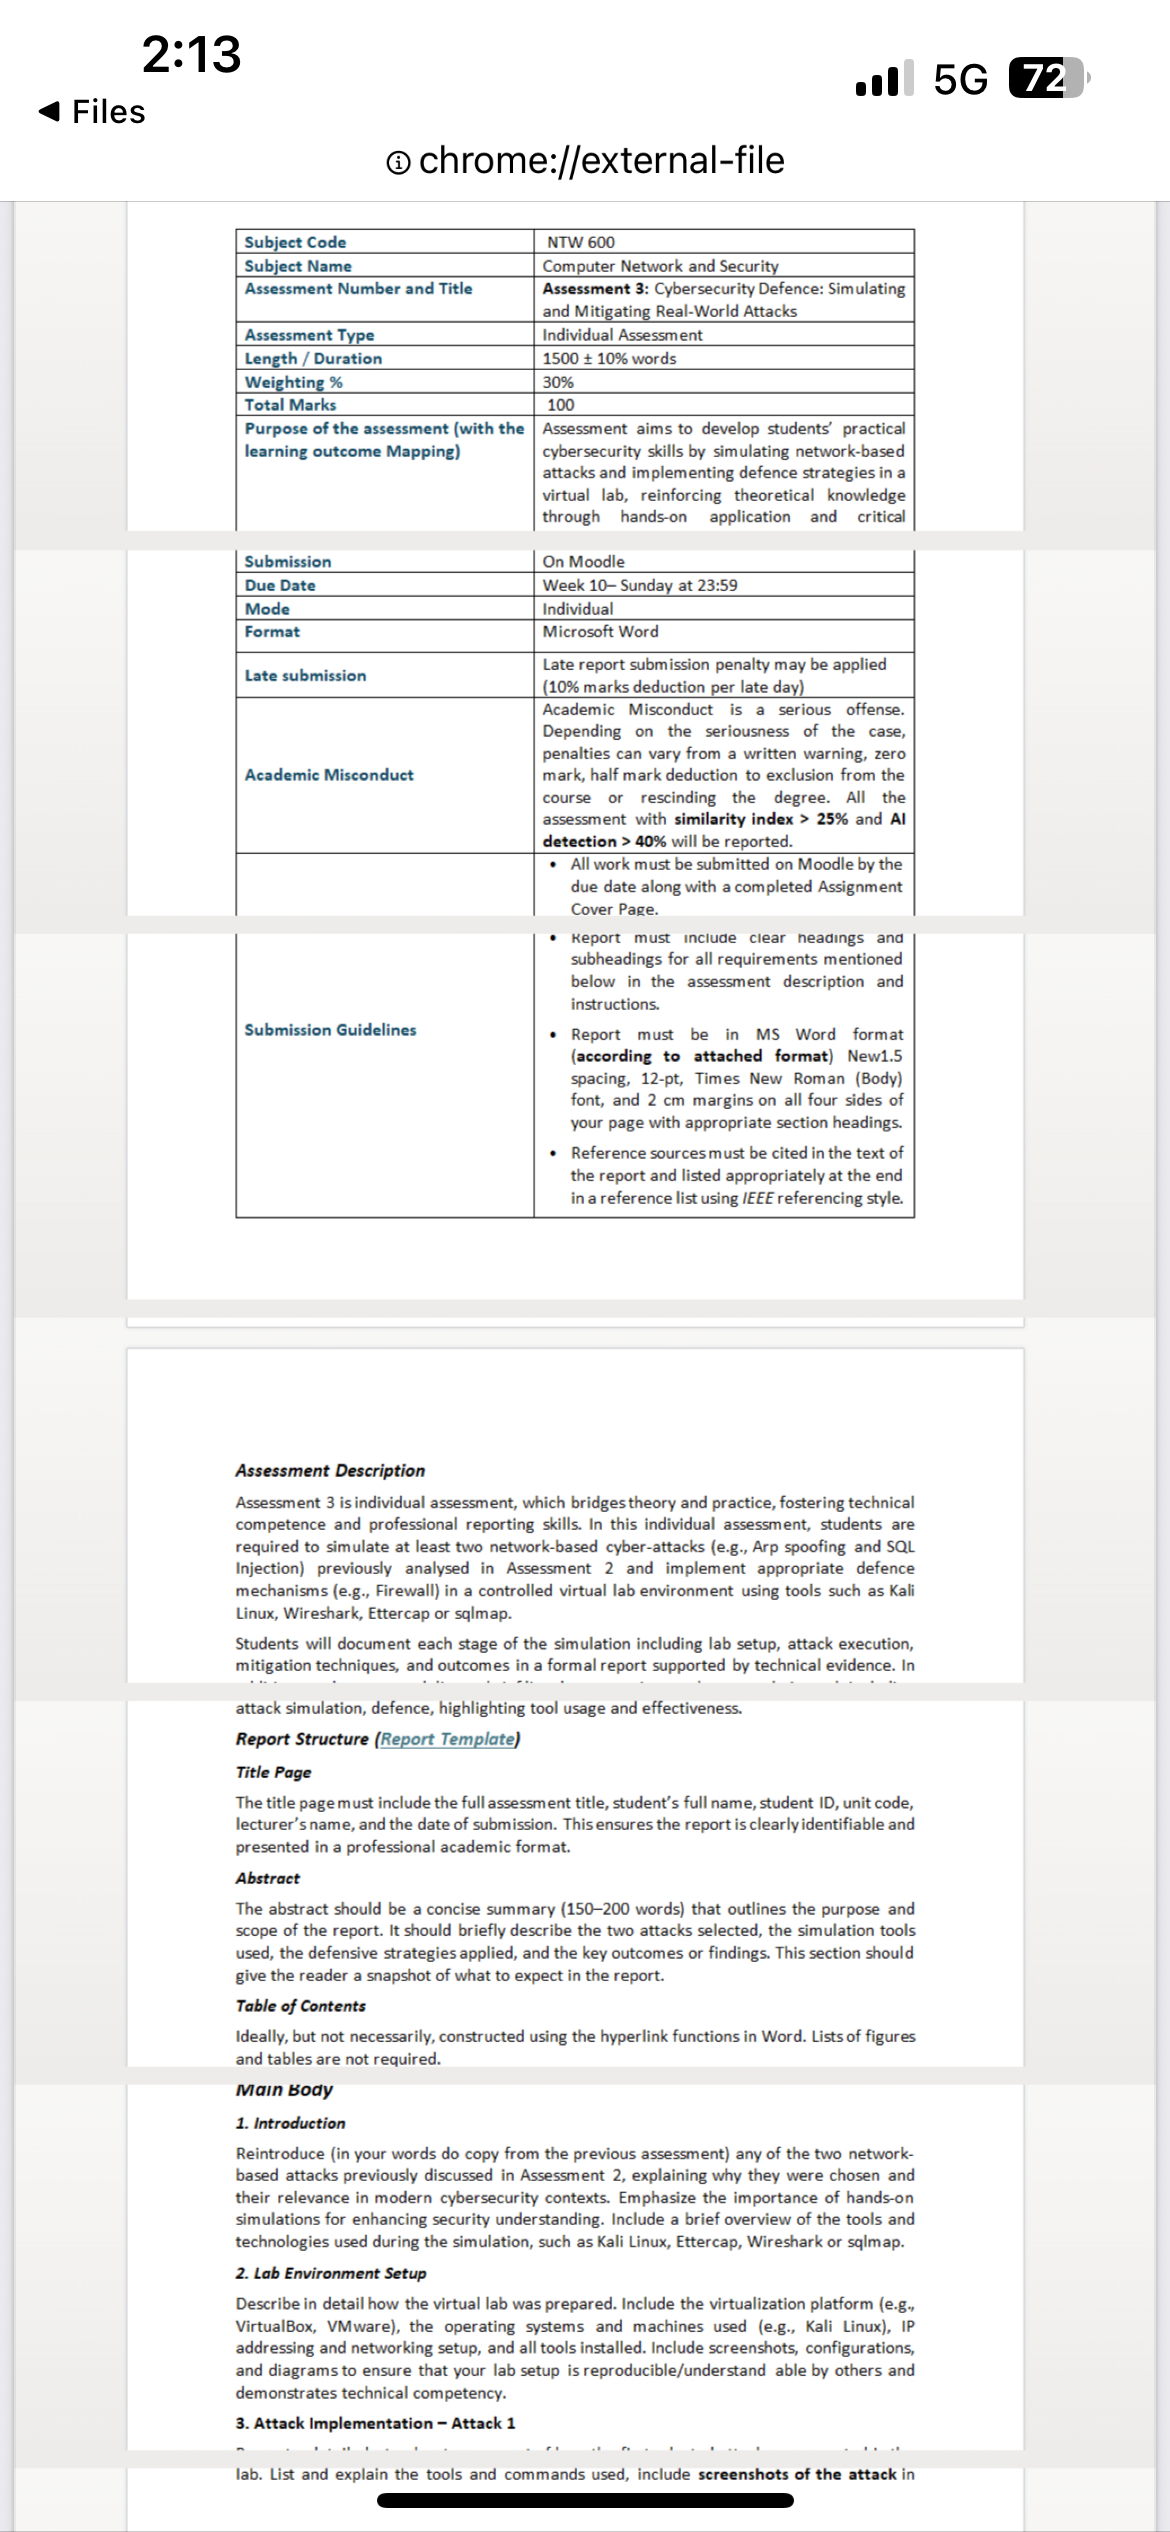 2:13
5G 72
◀ Files
chrome://external-file
Subject Code NTW 600
Subject Name Computer Network and Security
Assessment Number and Title Assessment 3: Cybersecurity Defence: Simulating
and Mitigating Real-World Attacks
Assessment Type Individual Assessment
Length / Duration 1500 ± 10% words
Weighting % 30%
Total Marks 100
Purpose of the assessment (with the Assessment aims to develop students’ practical
learning outcome Mapping) cybersecurity skills by simulating network-based
attacks and implementing defence strategies in a
virtual lab, reinforcing theoretical knowledge
through hands-on application and critical
Submission On Moodle
Due Date Week 10– Sunday at 23:59
Mode Individual
Format Microsoft Word
Late submission Late report submission penalty may be applied
(10% marks deduction per late day)
Academic Misconduct is a serious offense.
Depending on the seriousness of the case,
penalties can vary from a written warning, zero
Academic Misconduct mark, half mark deduction to exclusion from the
course or rescinding the degree. All the
assessment with similarity index > 25% and AI
detection > 40% will be reported.
• All work must be submitted on Moodle by the
due date along with a completed Assignment
Cover Page.
• Report must include clear headings and
subheadings for all requirements mentioned
below in the assessment description and
instructions.
Submission Guidelines • Report must be in MS Word format
(according to attached format) New1.5
spacing, 12-pt, Times New Roman (Body)
font, and 2 cm margins on all four sides of
your page with appropriate section headings.
• Reference sources must be cited in the text of
the report and listed appropriately at the end
in a reference list using IEEE referencing style.
Assessment Description
Assessment 3 is individual assessment, which bridges theory and practice, fostering technical
competence and professional reporting skills. In this individual assessment, students are
required to simulate at least two network-based cyber-attacks (e.g., Arp spoofing and SQL
Injection) previously analysed in Assessment 2 and implement appropriate defence
mechanisms (e.g., Firewall) in a controlled virtual lab environment using tools such as Kali
Linux, Wireshark, Ettercap or sqlmap.
Students will document each stage of the simulation including lab setup, attack execution,
mitigation techniques, and outcomes in a formal report supported by technical evidence. In
attack simulation, defence, highlighting tool usage and effectiveness.
Report Structure (Report Template)
Title Page
The title page must include the full assessment title, student’s full name, student ID, unit code,
lecturer’s name, and the date of submission. This ensures the report is clearly identifiable and
presented in a professional academic format.
Abstract
The abstract should be a concise summary (150–200 words) that outlines the purpose and
scope of the report. It should briefly describe the two attacks selected, the simulation tools
used, the defensive strategies applied, and the key outcomes or findings. This section should
give the reader a snapshot of what to expect in the report.
Table of Contents
Ideally, but not necessarily, constructed using the hyperlink functions in Word. Lists of figures
and tables are not required.
Main Body
1. Introduction
Reintroduce (in your words do copy from the previous assessment) any of the two network-
based attacks previously discussed in Assessment 2, explaining why they were chosen and
their relevance in modern cybersecurity contexts. Emphasize the importance of hands-on
simulations for enhancing security understanding. Include a brief overview of the tools and
technologies used during the simulation, such as Kali Linux, Ettercap, Wireshark or sqlmap.
2. Lab Environment Setup
Describe in detail how the virtual lab was prepared. Include the virtualization platform (e.g.,
VirtualBox, VMware), the operating systems and machines used (e.g., Kali Linux), IP
addressing and networking setup, and all tools installed. Include screenshots, configurations,
and diagrams to ensure that your lab setup is reproducible/understand able by others and
demonstrates technical competency.
3. Attack Implementation – Attack 1
lab. List and explain the tools and commands used, include screenshots of the attack in